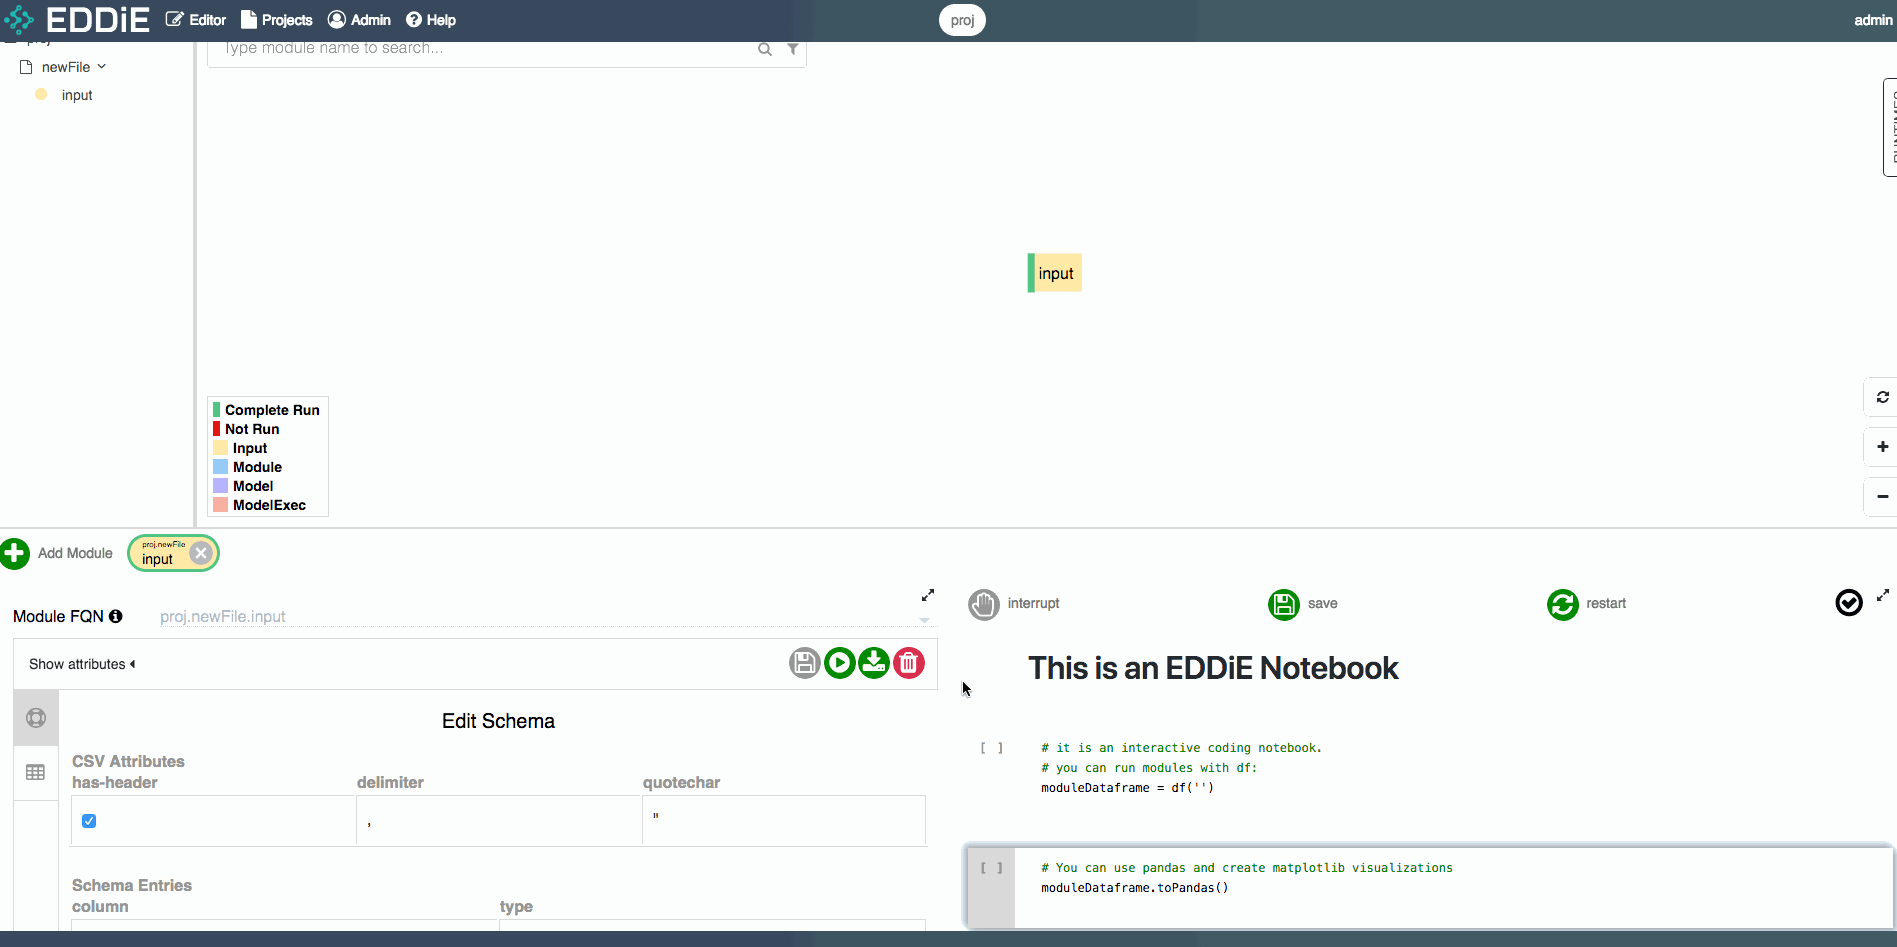 EDDiE Editor Projects Admin Help proj admin
proj
Type module name to search...
newFile
input
RUNTIMES
input
Complete Run
Not Run
Input
Module
Model
ModelExec
Add Module
proj.newFile
input
interrupt save restart
Module FQN proj.newFile.input
Show attributes
Edit Schema
CSV Attributes
has-header delimiter quotechar
, "
Schema Entries
column type
This is an EDDiE Notebook
[ ] # it is an interactive coding notebook.
# you can run modules with df:
moduleDataframe = df('')
[ ] # You can use pandas and create matplotlib visualizations
moduleDataframe.toPandas()